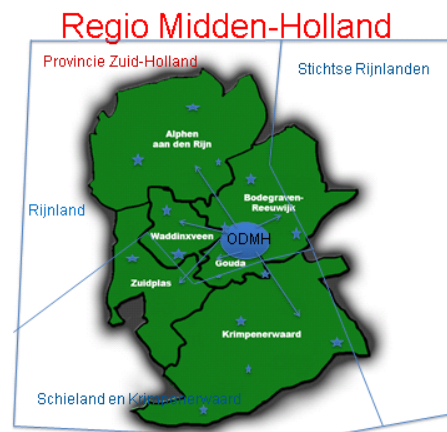 Regio Midden-Holland
Provincie Zuid-Holland
Stichtse Rijnlanden
Alphen
aan den Rijn
Bodegraven-
Reeuwijk
Rijnland
Waddinxveen
ODMH
Gouda
Zuidplas
Krimpenerwaard
Schieland en Krimpenerwaard